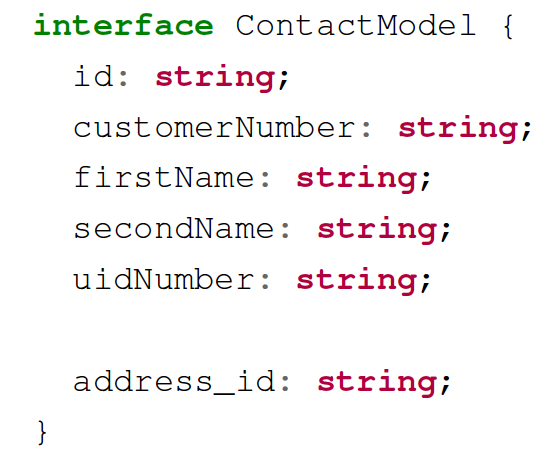 interface ContactModel {
  id: string;
  customerNumber: string;
  firstName: string;
  secondName: string;
  uidNumber: string;

  address_id: string;
}